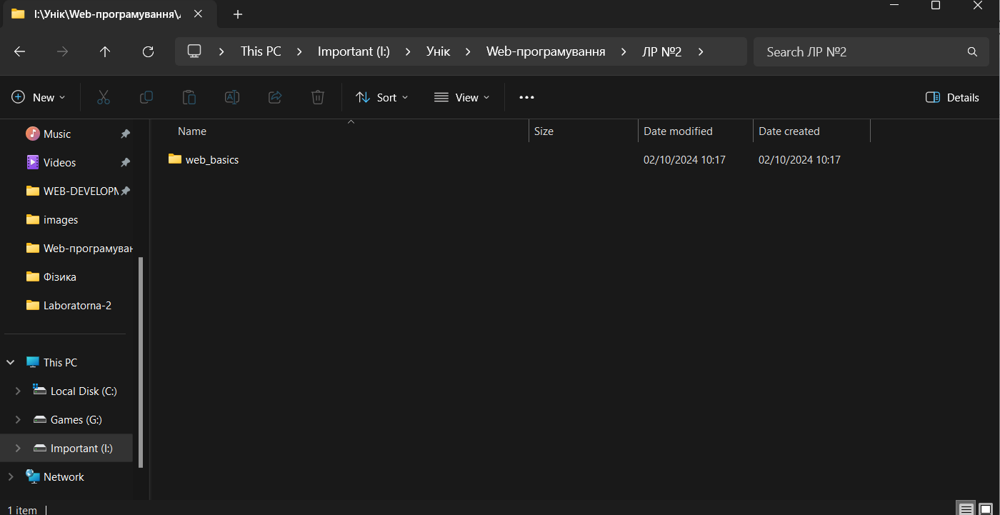 I:\Унік\Web-програмування\
This PC Important (I:) Унік Web-програмування ЛР №2
Search ЛР №2
New Sort View Details
Name Size Date modified Date created
web_basics 02/10/2024 10:17 02/10/2024 10:17
Music
Videos
WEB-DEVELOPM
images
Web-програмуван
Фізика
Laboratorna-2
This PC
Local Disk (C:)
Games (G:)
Important (I:)
Network
1 item